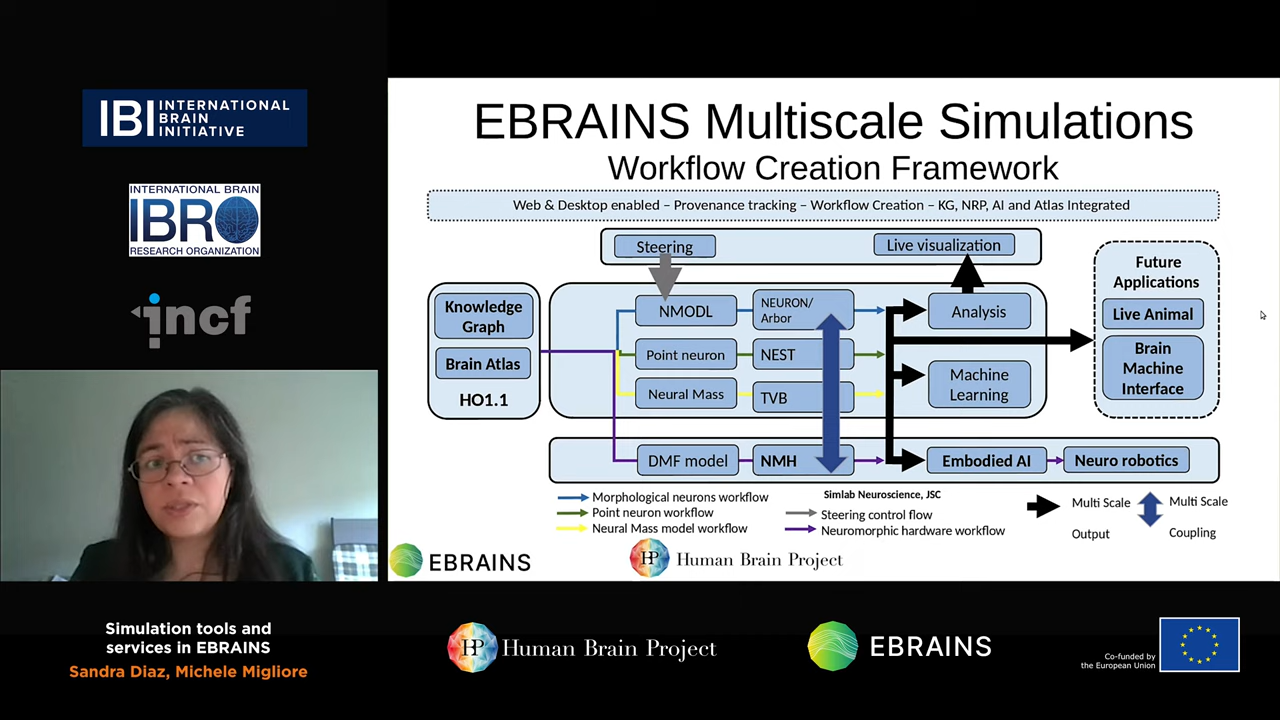 IBI INTERNATIONAL
BRAIN
INITIATIVE
INTERNATIONAL BRAIN
IBRO
RESEARCH ORGANIZATION
incf
EBRAINS Multiscale Simulations
Workflow Creation Framework
Web & Desktop enabled – Provenance tracking – Workflow Creation – KG, NRP, AI and Atlas Integrated
Steering
Live visualization
Knowledge
Graph
Brain Atlas
HO1.1
NMODL
NEURON/
Arbor
Analysis
Point neuron
NEST
Neural Mass
TVB
Machine
Learning
DMF model
NMH
Embodied AI
Neuro robotics
Future
Applications
Live Animal
Brain
Machine
Interface
Morphological neurons workflow
Point neuron workflow
Neural Mass model workflow
Simlab Neuroscience, JSC
Steering control flow
Neuromorphic hardware workflow
Multi Scale
Output
Multi Scale
Coupling
EBRAINS
HBP Human Brain Project
Simulation tools and
services in EBRAINS
Sandra Diaz, Michele Migliore
HBP Human Brain Project
EBRAINS
Co-funded by
the European Union